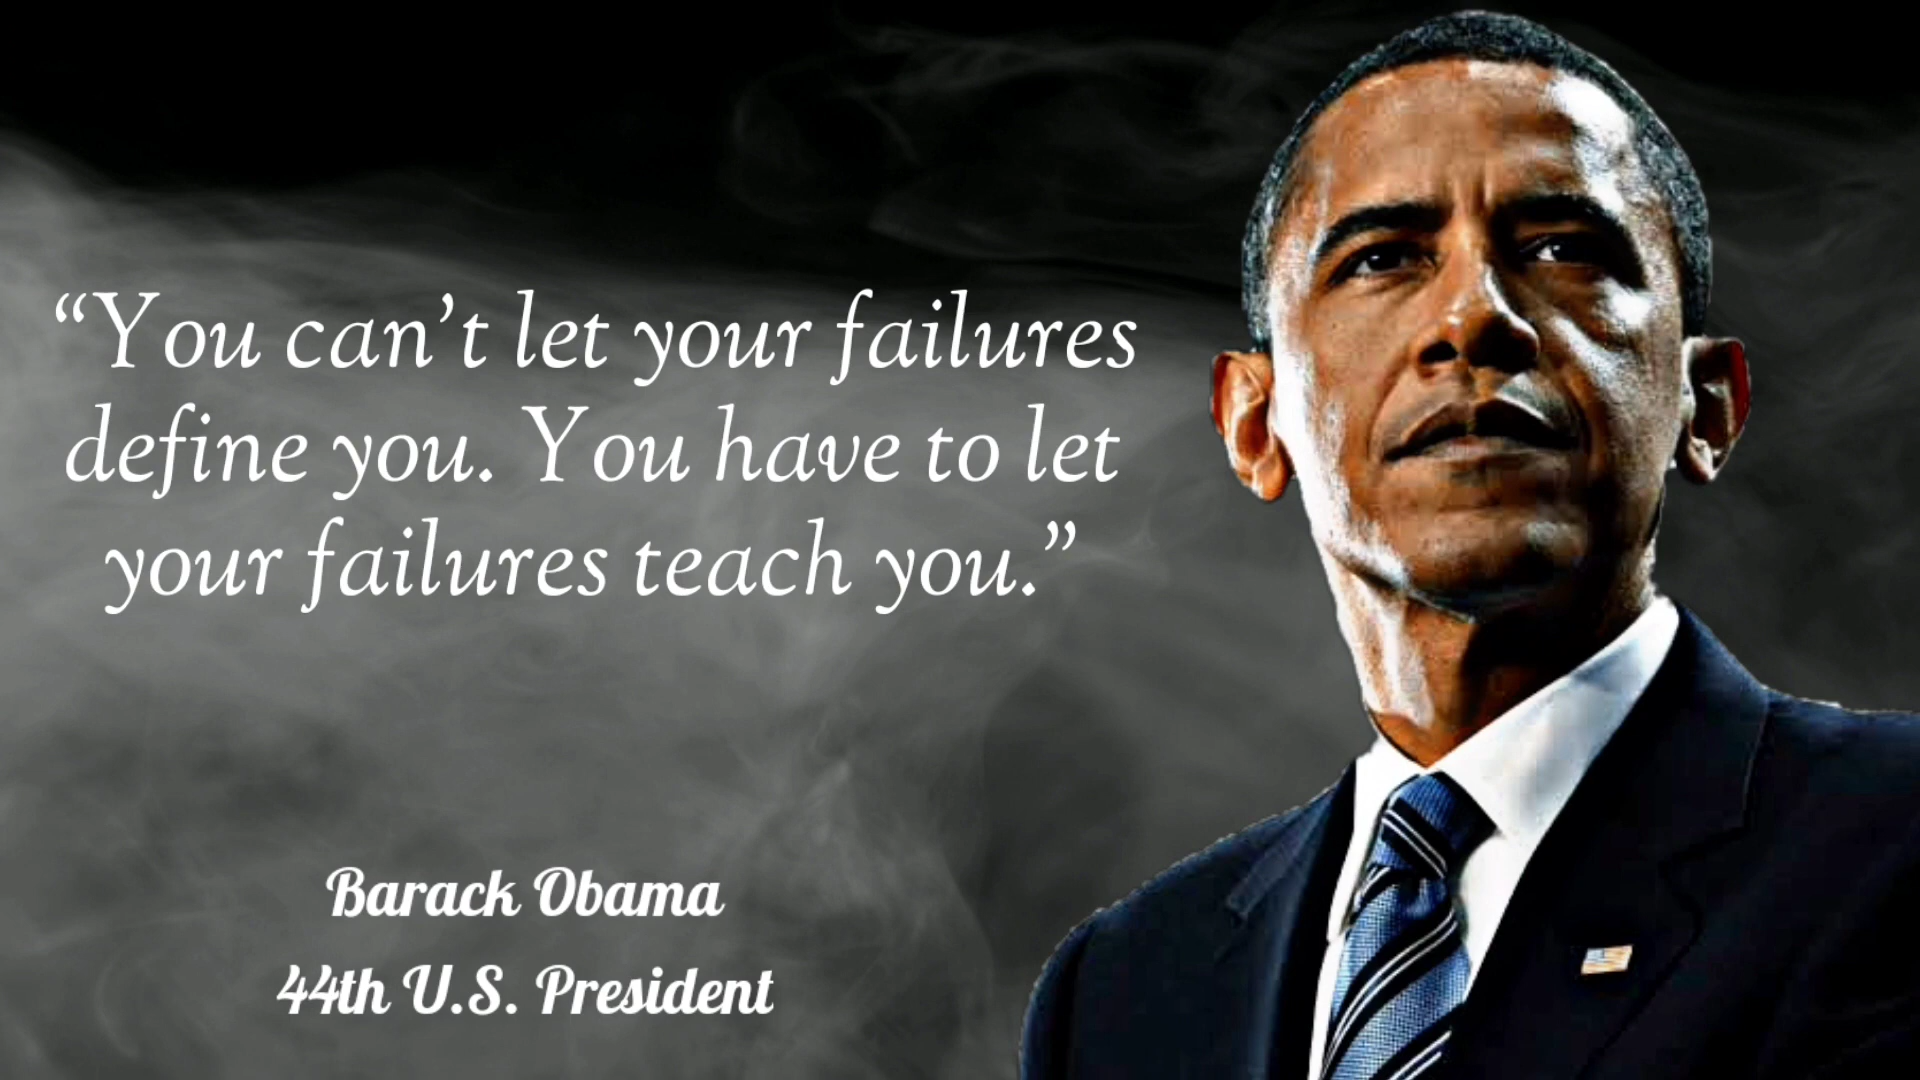 “You can’t let your failures
define you. You have to let
your failures teach you.”
Barack Obama
44th U.S. President